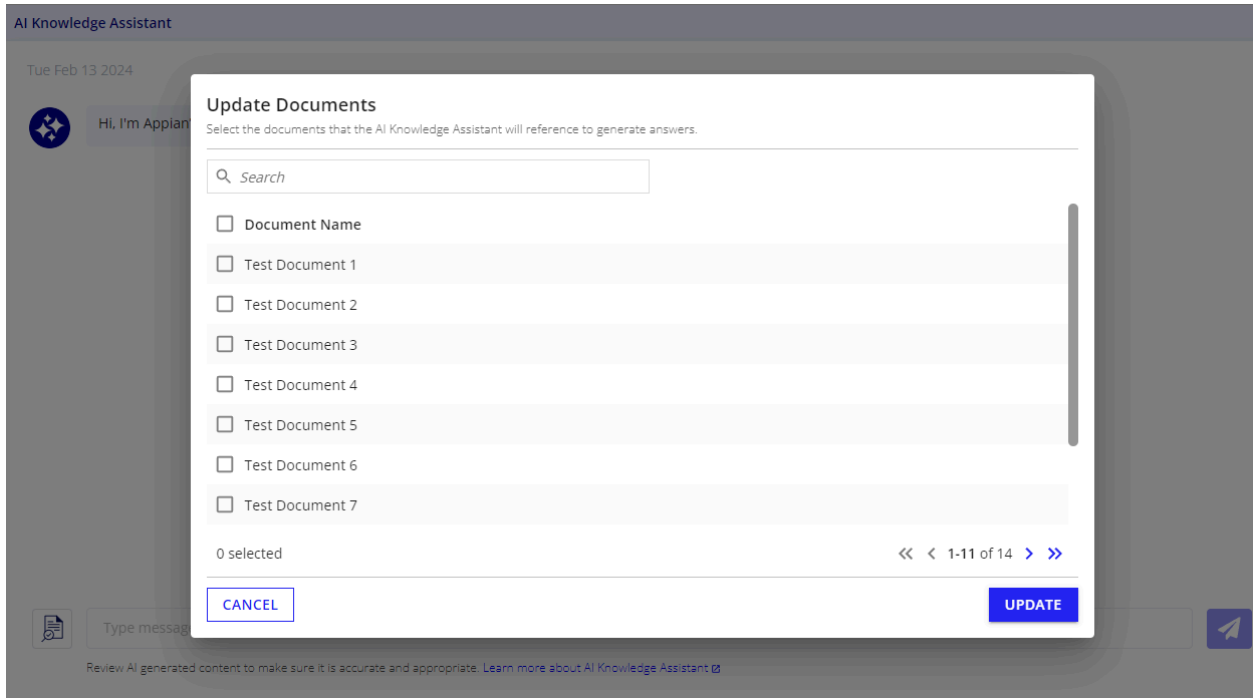 AI Knowledge Assistant
Tue Feb 13 2024
Hi, I'm Appian'
Update Documents
Select the documents that the AI Knowledge Assistant will reference to generate answers.
Search
Document Name
Test Document 1
Test Document 2
Test Document 3
Test Document 4
Test Document 5
Test Document 6
Test Document 7
0 selected
1-11 of 14
CANCEL
UPDATE
Type message
Review AI generated content to make sure it is accurate and appropriate. Learn more about AI Knowledge Assistant